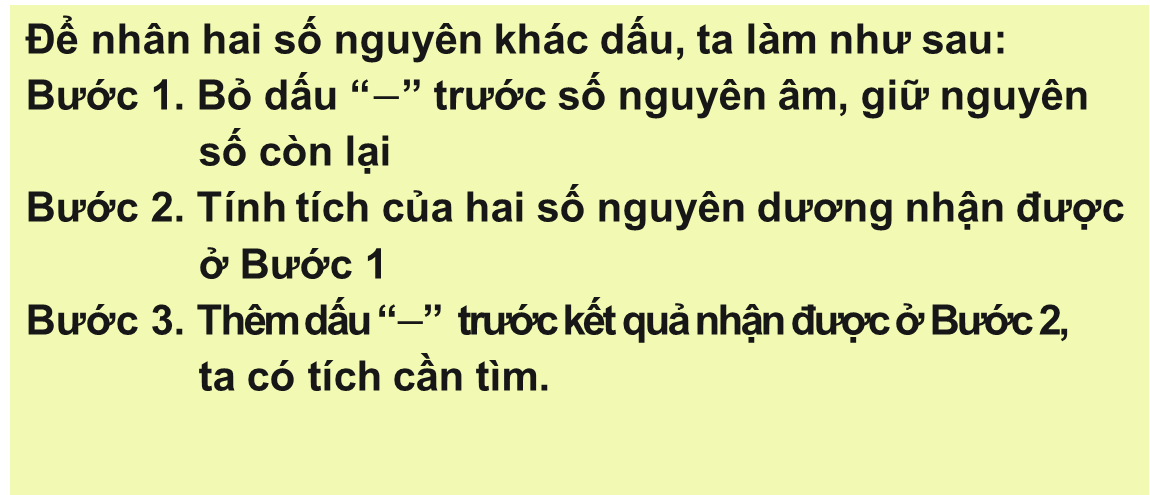 Để nhân hai số nguyên khác dấu, ta làm như sau:
Bước 1. Bỏ dấu “–” trước số nguyên âm, giữ nguyên
số còn lại
Bước 2. Tính tích của hai số nguyên dương nhận được
ở Bước 1
Bước 3. Thêm dấu “–” trước kết quả nhận được ở Bước 2,
ta có tích cần tìm.